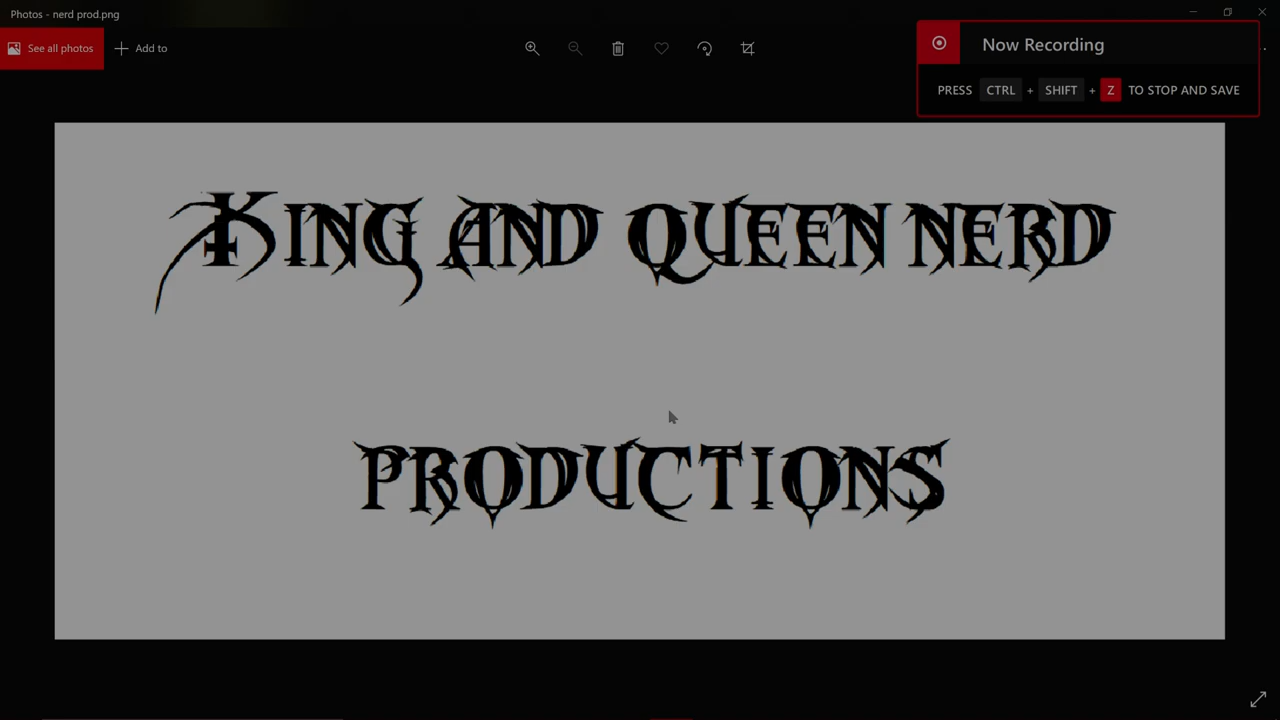 Photos - nerd prod.png
See all photos
Add to
Now Recording
PRESS CTRL + SHIFT + Z TO STOP AND SAVE
KING AND QUEEN NERD
PRODUCTIONS